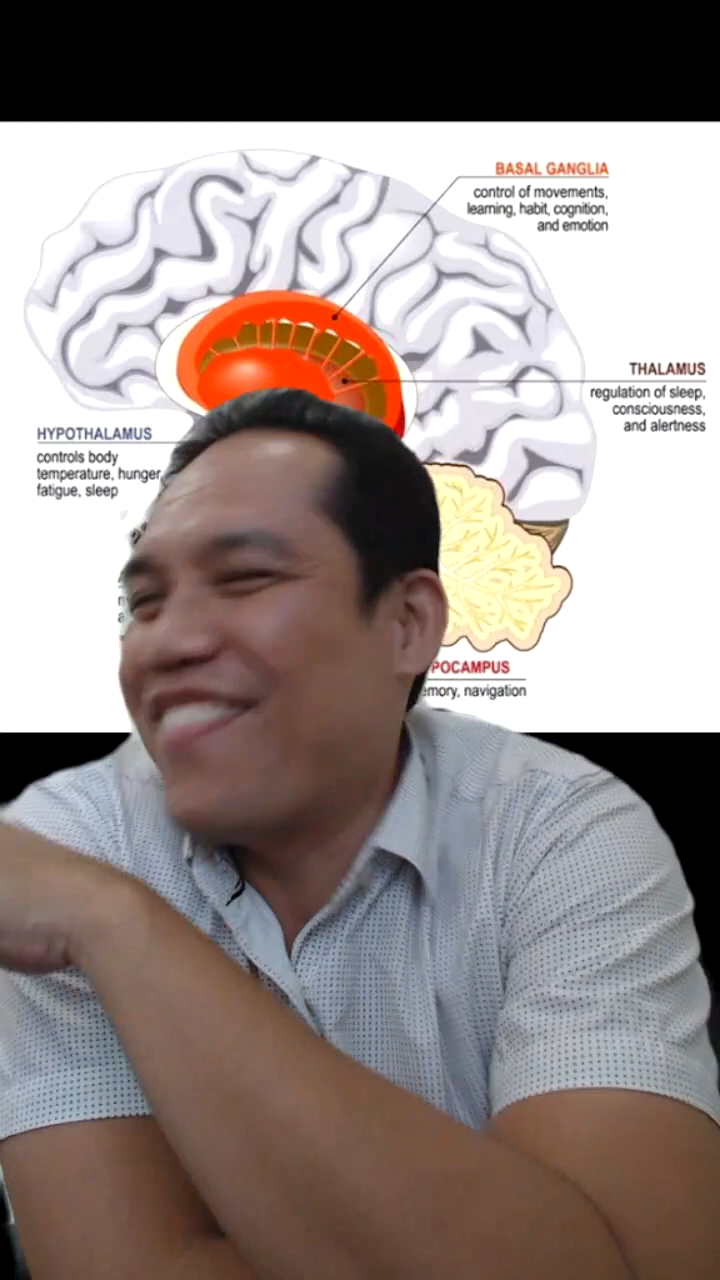 BASAL GANGLIA
control of movements,
learning, habit, cognition,
and emotion
THALAMUS
regulation of sleep,
consciousness,
and alertness
HYPOTHALAMUS
controls body
temperature, hunger,
fatigue, sleep
POCAMPUS
emory, navigation